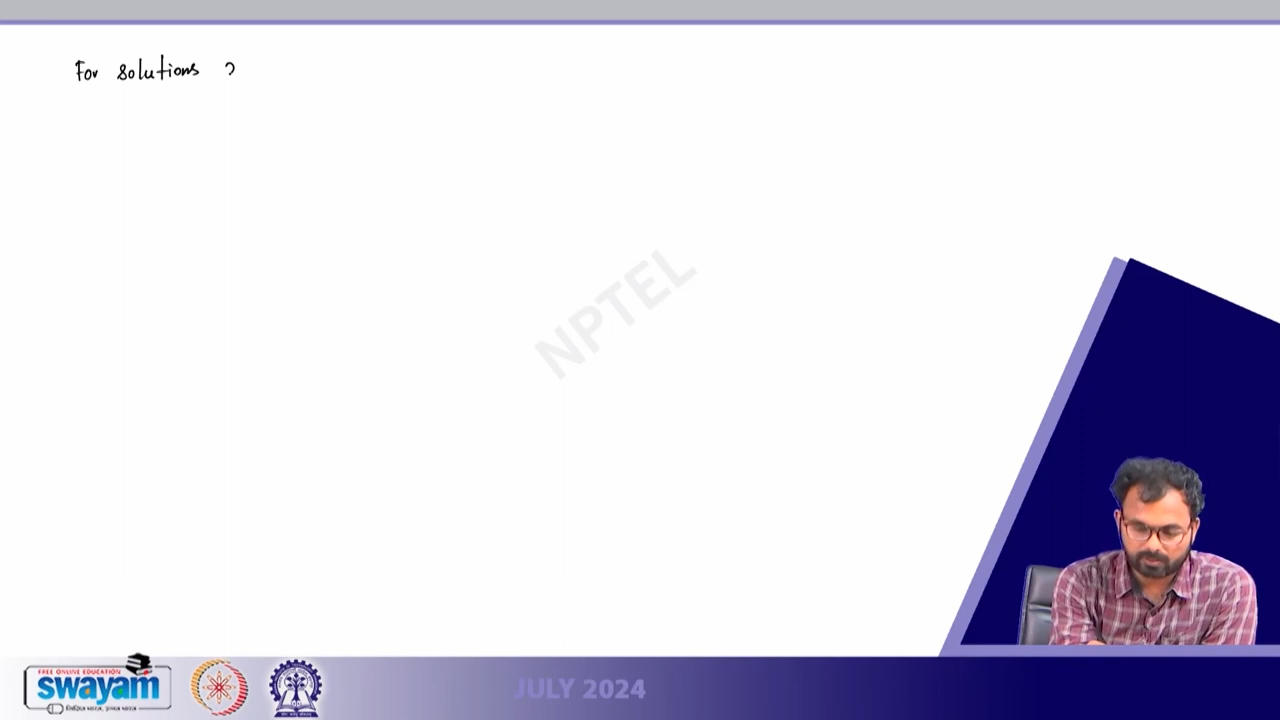 For solutions ?
NPTEL
FREE ONLINE EDUCATION
swayam
JULY 2024